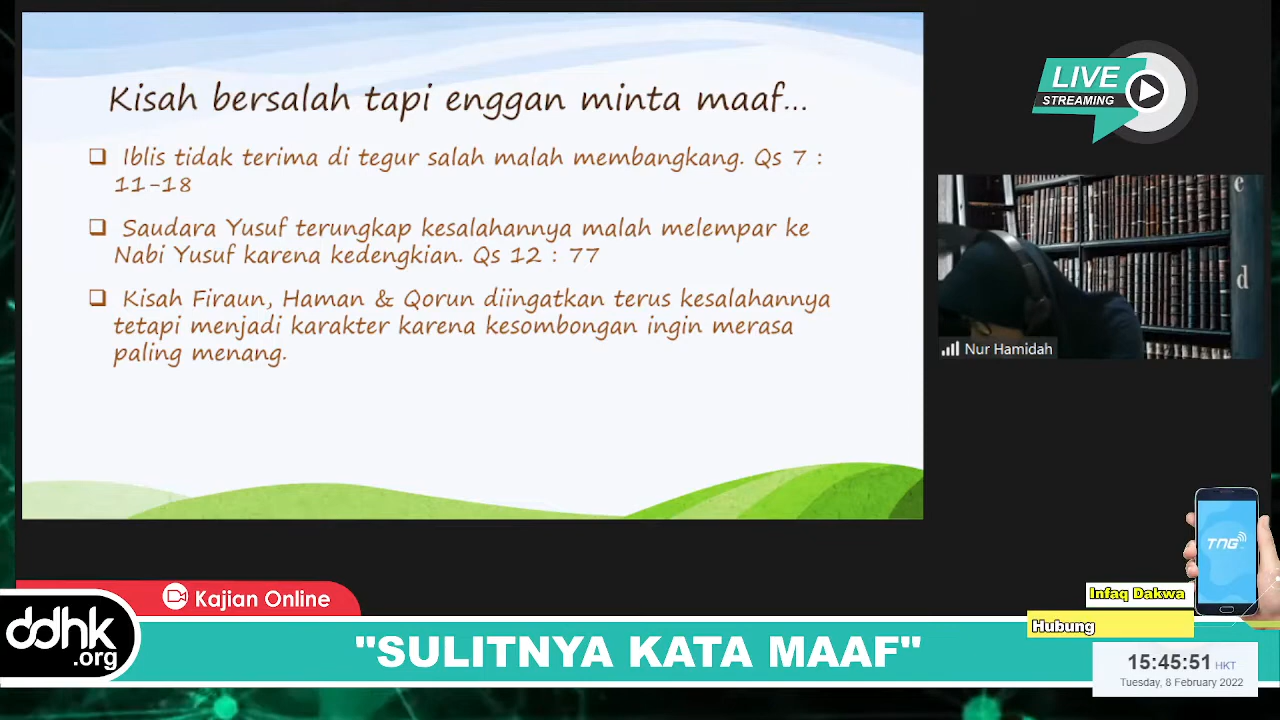 Kisah bersalah tapi enggan minta maaf...
❑ Iblis tidak terima di tegur salah malah membangkang. Qs 7 :
11-18
❑ Saudara Yusuf terungkap kesalahannya malah melempar ke
Nabi Yusuf karena kedengkian. Qs 12 : 77
❑ Kisah Firaun, Haman & Qorun diingatkan terus kesalahannya
tetapi menjadi karakter karena kesombongan ingin merasa
paling menang.
LIVE
STREAMING
e
d
Nur Hamidah
TNG
Kajian Online
Infaq Dakwa
Hubung
ddhk
.org
"SULITNYA KATA MAAF"
15:45:51 HKT
Tuesday, 8 February 2022